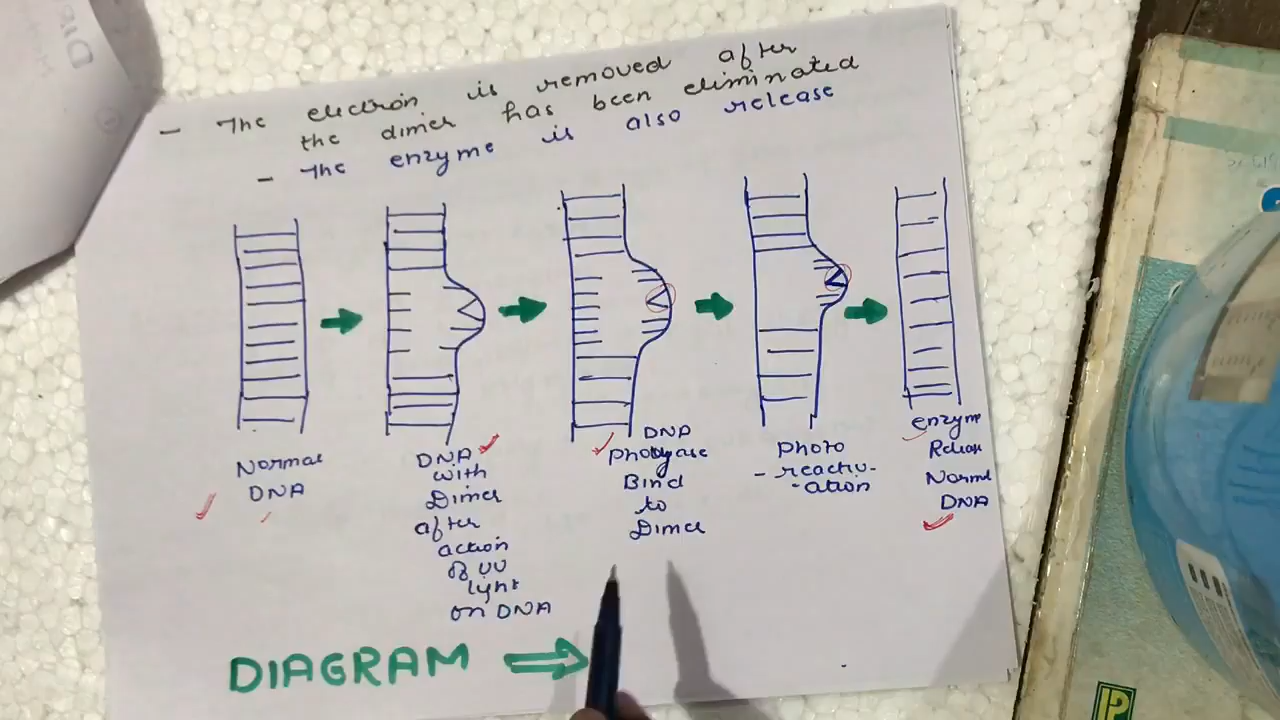 - The electron is removed after
the dimer has been eliminated
- The enzyme is also release
Normal
DNA
DNA
with
Dimer
after
action
of UV
light
on DNA
DNA
photolyase
Bind
to
Dimer
Photo
- reactiv-
-ation
enzyme
Release
Normal
DNA
DIAGRAM